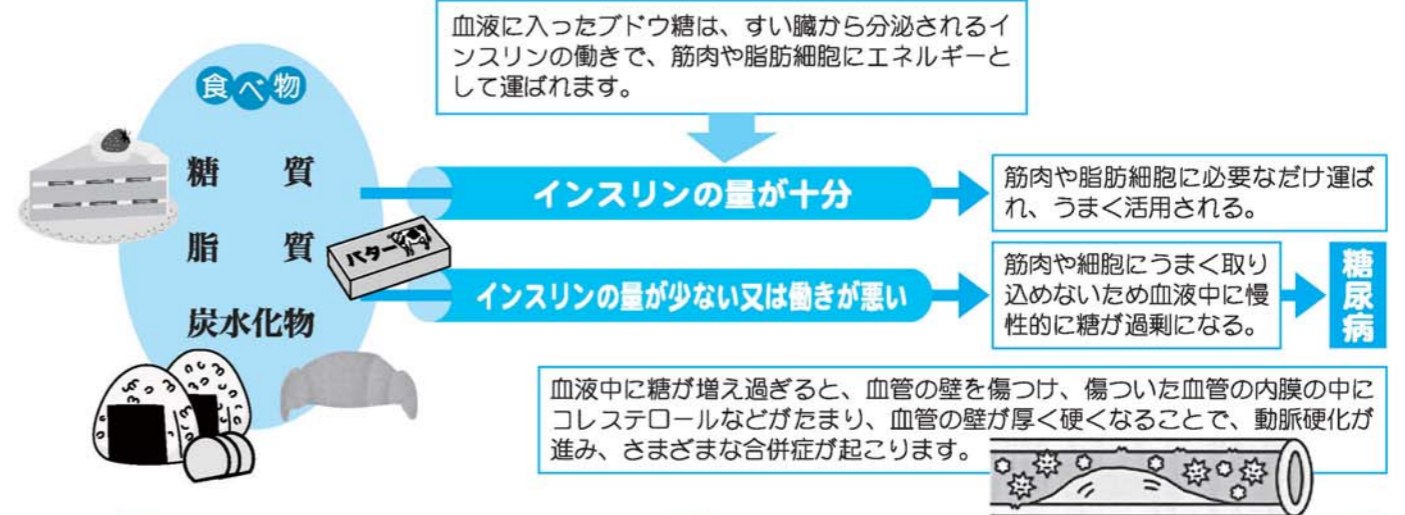 血液に入ったブドウ糖は、すい臓から分泌されるイ
ンスリンの働きで、筋肉や脂肪細胞にエネルギーと
して運ばれます。
食べ物
糖質
脂質
炭水化物
バター
インスリンの量が十分
筋肉や脂肪細胞に必要なだけ運ば
れ、うまく活用される。
インスリンの量が少ない又は働きが悪い
筋肉や細胞にうまく取り
込めないため血液中に慢
性的に糖が過剰になる。
糖尿病
血液中に糖が増え過ぎると、血管の壁を傷つけ、傷ついた血管の内膜の中に
コレステロールなどがたまり、血管の壁が厚く硬くなることで、動脈硬化が
進み、さまざまな合併症が起こります。